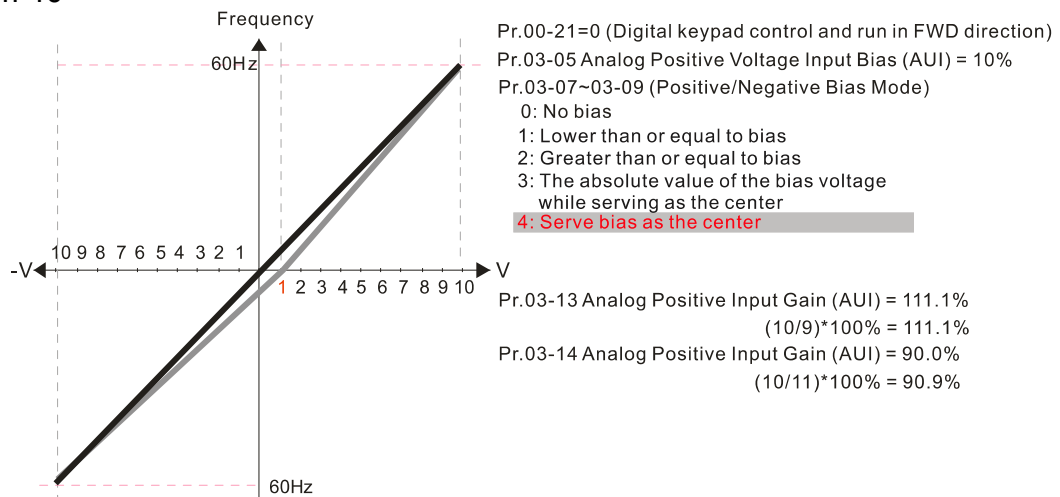 Frequency
60Hz
10 9 8 7 6 5 4 3 2 1
-V
V
1 2 3 4 5 6 7 8 9 10
60Hz
Pr.00-21=0 (Digital keypad control and run in FWD direction)
Pr.03-05 Analog Positive Voltage Input Bias (AUI) = 10%
Pr.03-07~03-09 (Positive/Negative Bias Mode)
0: No bias
1: Lower than or equal to bias
2: Greater than or equal to bias
3: The absolute value of the bias voltage
while serving as the center
4: Serve bias as the center
Pr.03-13 Analog Positive Input Gain (AUI) = 111.1%
(10/9)*100% = 111.1%
Pr.03-14 Analog Positive Input Gain (AUI) = 90.0%
(10/11)*100% = 90.9%